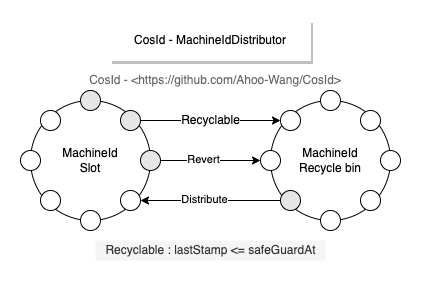 CosId - MachineIdDistributor
CosId - <https://github.com/Ahoo-Wang/CosId>
Recyclable
MachineId
Slot
Revert
MachineId
Recycle bin
Distribute
Recyclable : lastStamp <= safeGuardAt